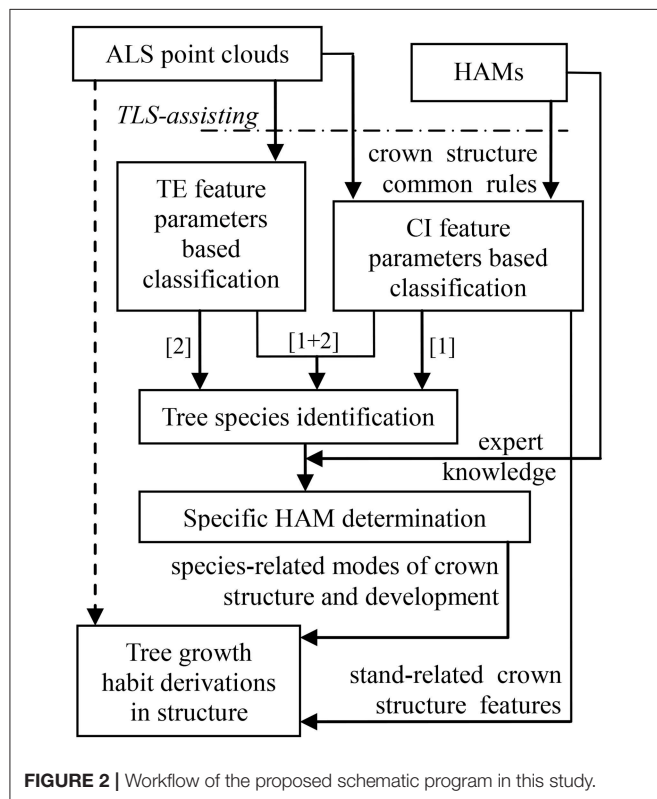 ALS point clouds
HAMs
TLS-assisting
crown structure
common rules
TE feature
parameters
based
classification
CI feature
parameters based
classification
[2]
[1+2]
[1]
Tree species identification
expert
knowledge
Specific HAM determination
species-related modes of crown
structure and development
Tree growth
habit derivations
in structure
stand-related crown
structure features
FIGURE 2 | Workflow of the proposed schematic program in this study.